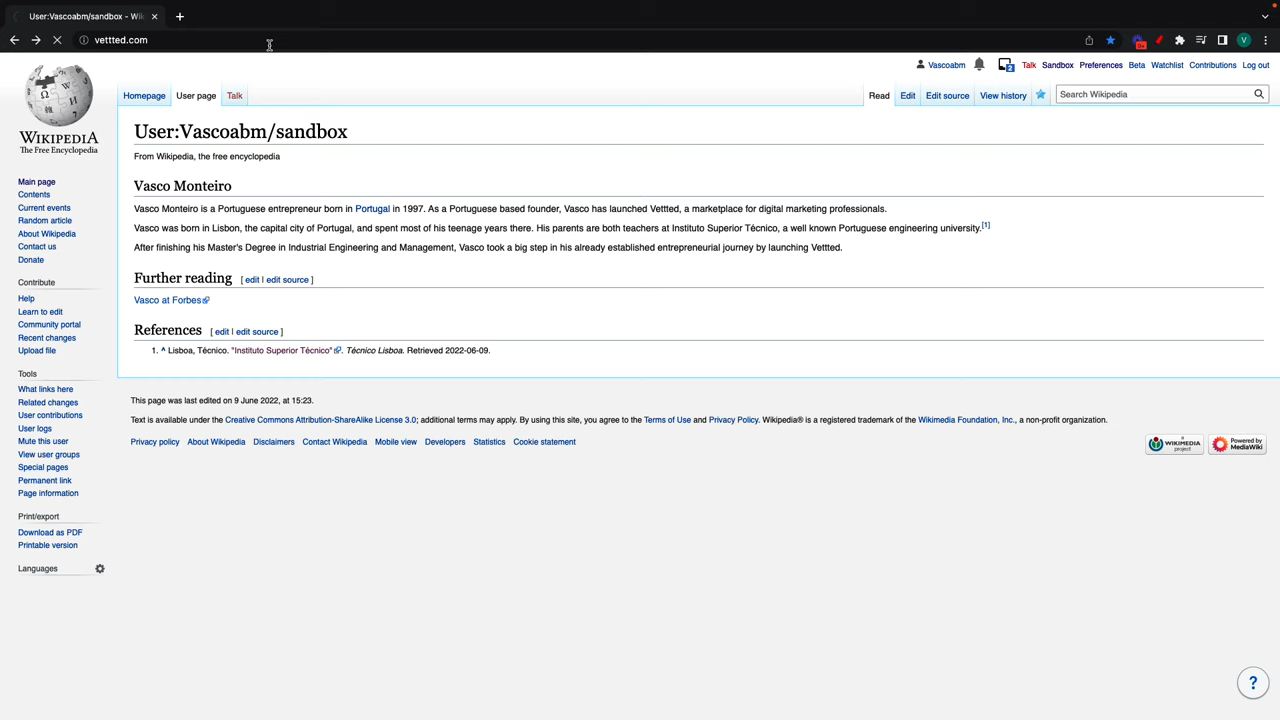 User:Vascoabm/sandbox - Wik
vettted.com
Vascoabm 2 Talk Sandbox Preferences Beta Watchlist Contributions Log out
Homepage User page Talk Read Edit Edit source View history Search Wikipedia
WIKIPEDIA
The Free Encyclopedia
User:Vascoabm/sandbox
From Wikipedia, the free encyclopedia
Vasco Monteiro
Vasco Monteiro is a Portuguese entrepreneur born in Portugal in 1997. As a Portuguese based founder, Vasco has launched Vettted, a marketplace for digital marketing professionals.
Vasco was born in Lisbon, the capital city of Portugal, and spent most of his teenage years there. His parents are both teachers at Instituto Superior Técnico, a well known Portuguese engineering university.[1]
After finishing his Master's Degree in Industrial Engineering and Management, Vasco took a big step in his already established entrepreneurial journey by launching Vettted.
Further reading [ edit | edit source ]
Vasco at Forbes
References [ edit | edit source ]
1. ^ Lisboa, Técnico. "Instituto Superior Técnico". Técnico Lisboa. Retrieved 2022-06-09.
This page was last edited on 9 June 2022, at 15:23.
Text is available under the Creative Commons Attribution-ShareAlike License 3.0; additional terms may apply. By using this site, you agree to the Terms of Use and Privacy Policy. Wikipedia® is a registered trademark of the Wikimedia Foundation, Inc., a non-profit organization.
Privacy policy About Wikipedia Disclaimers Contact Wikipedia Mobile view Developers Statistics Cookie statement
A WIKIMEDIA project
Powered by MediaWiki
Main page
Contents
Current events
Random article
About Wikipedia
Contact us
Donate
Contribute
Help
Learn to edit
Community portal
Recent changes
Upload file
Tools
What links here
Related changes
User contributions
User logs
Mute this user
View user groups
Special pages
Permanent link
Page information
Print/export
Download as PDF
Printable version
Languages
?